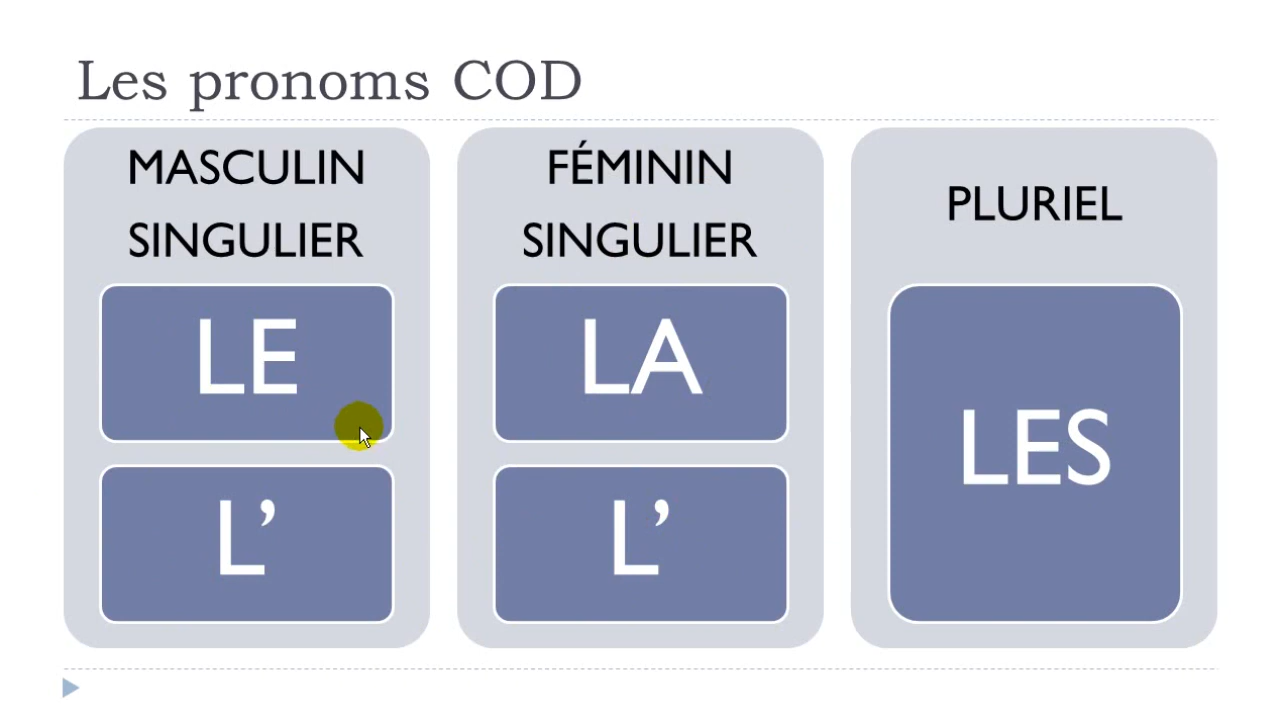 Les pronoms COD
MASCULIN
SINGULIER
LE
L’
FÉMININ
SINGULIER
LA
L’
PLURIEL
LES